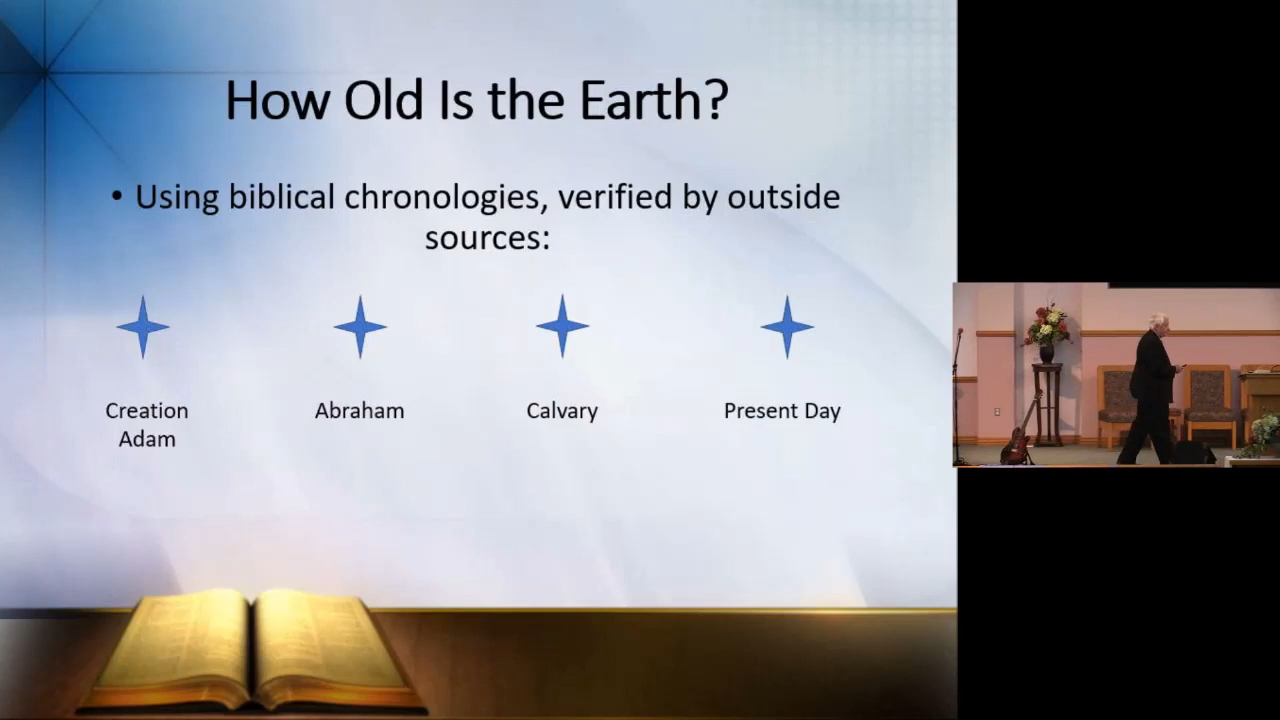 How Old Is the Earth?
• Using biblical chronologies, verified by outside
sources:
Creation
Adam
Abraham
Calvary
Present Day